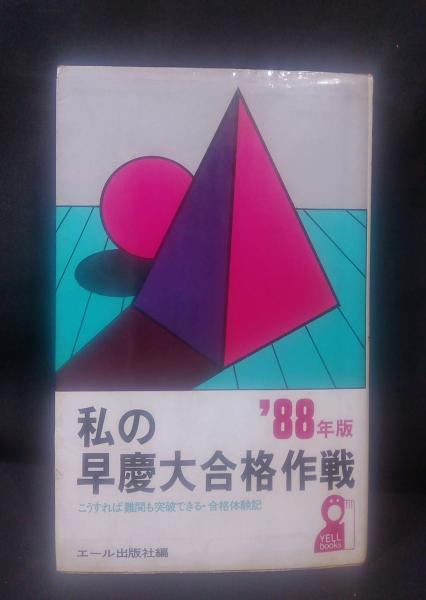 私の
'88年版
早慶大合格作戦
こうすれば難関も突破できる・合格体験記
YELL
books
エール出版社編